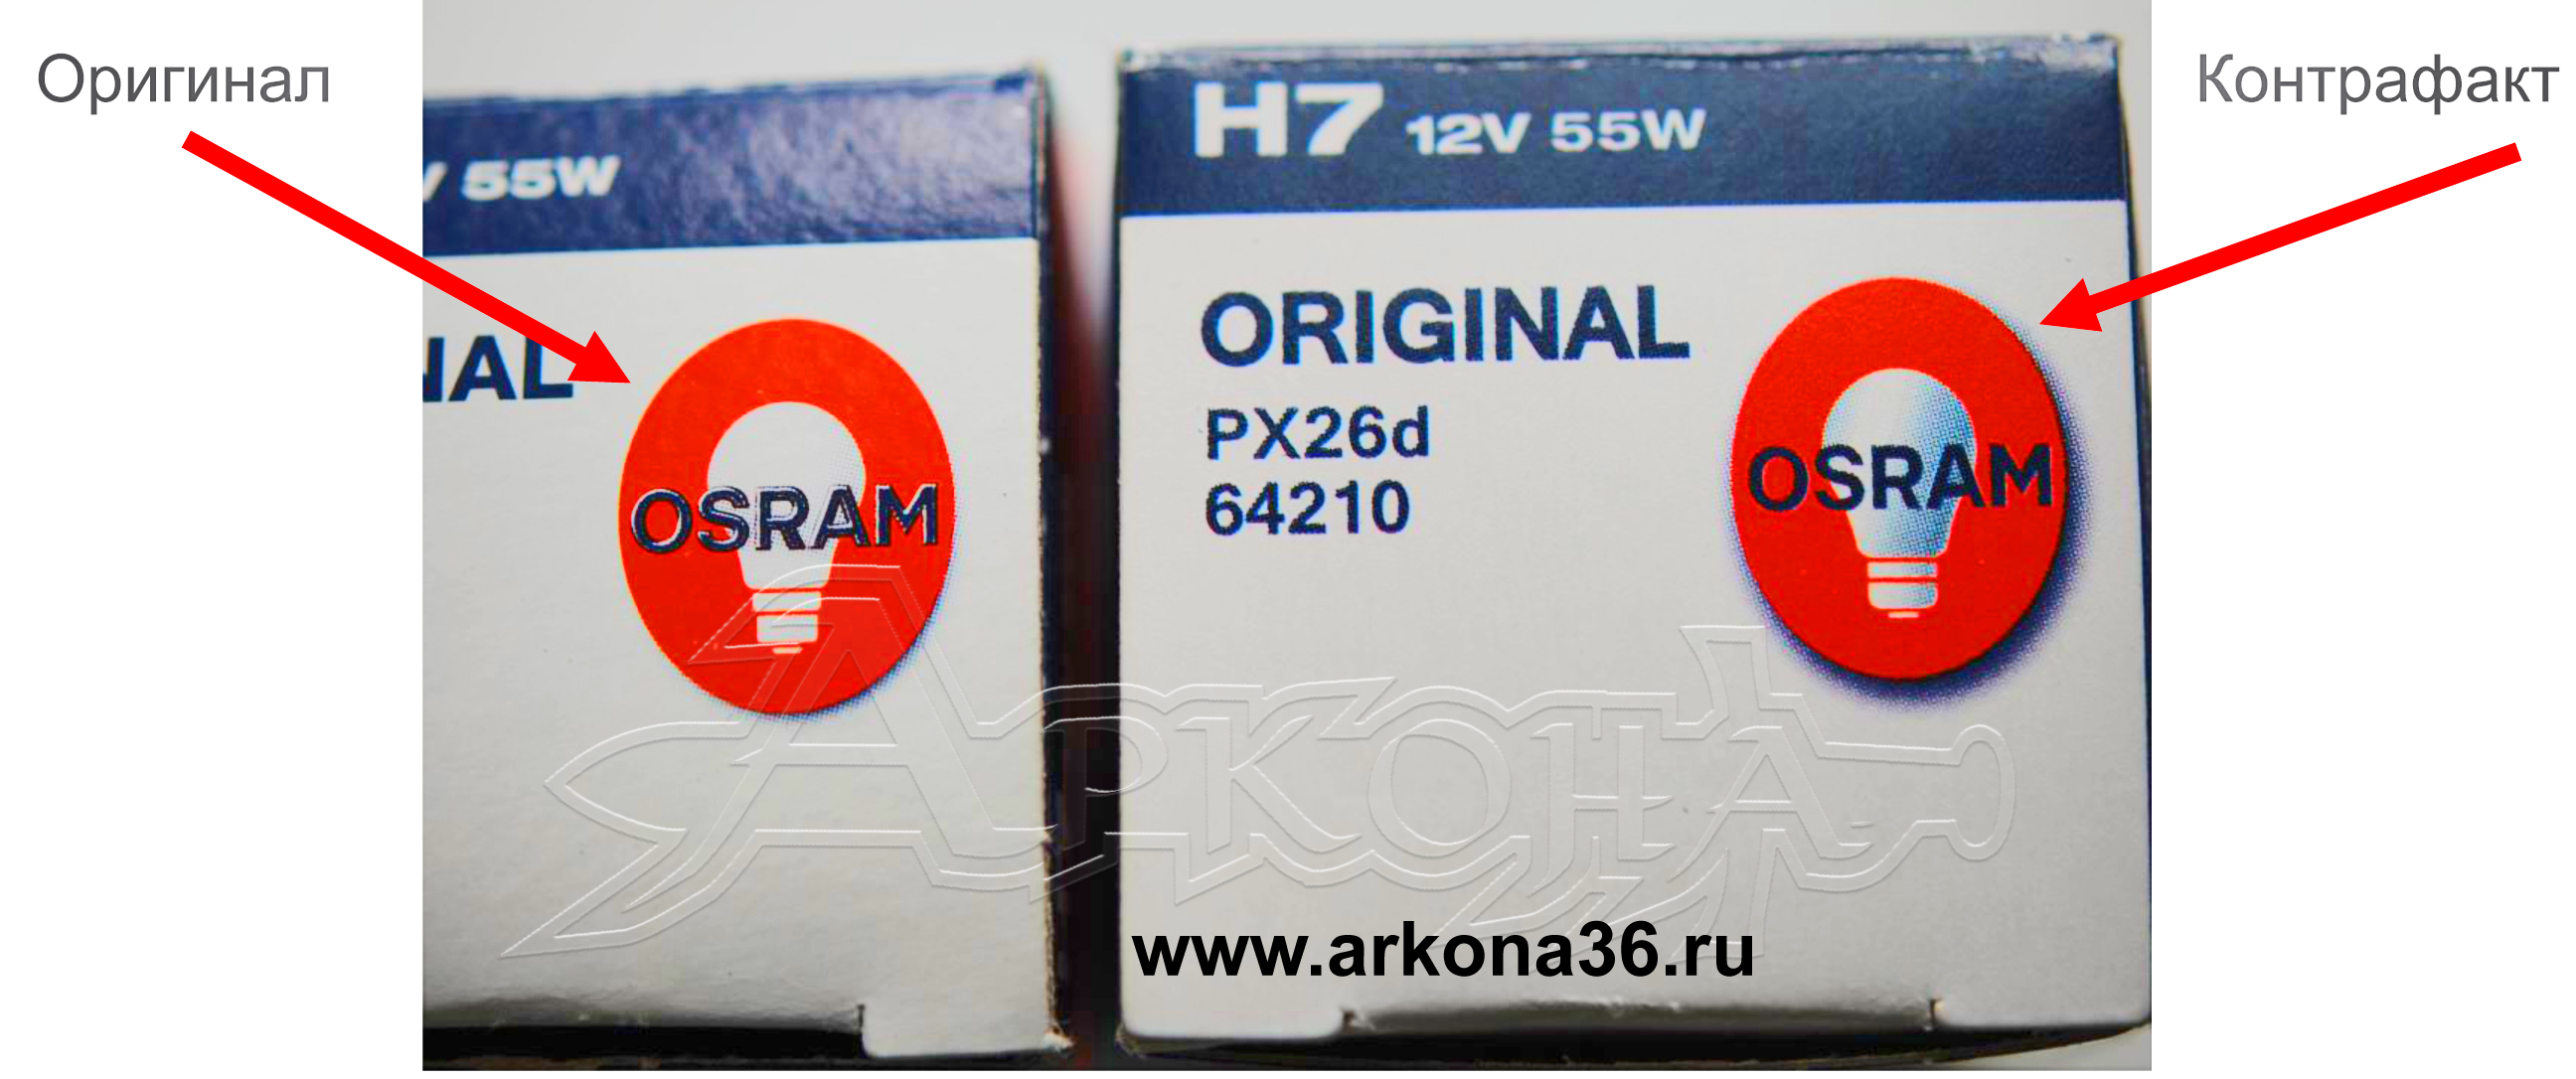 Оригинал
V 55W
NAL
OSRAM
Контрафакт
H7 12V 55W
ORIGINAL
PX26d
64210
OSRAM
Аркона
www.arkona36.ru